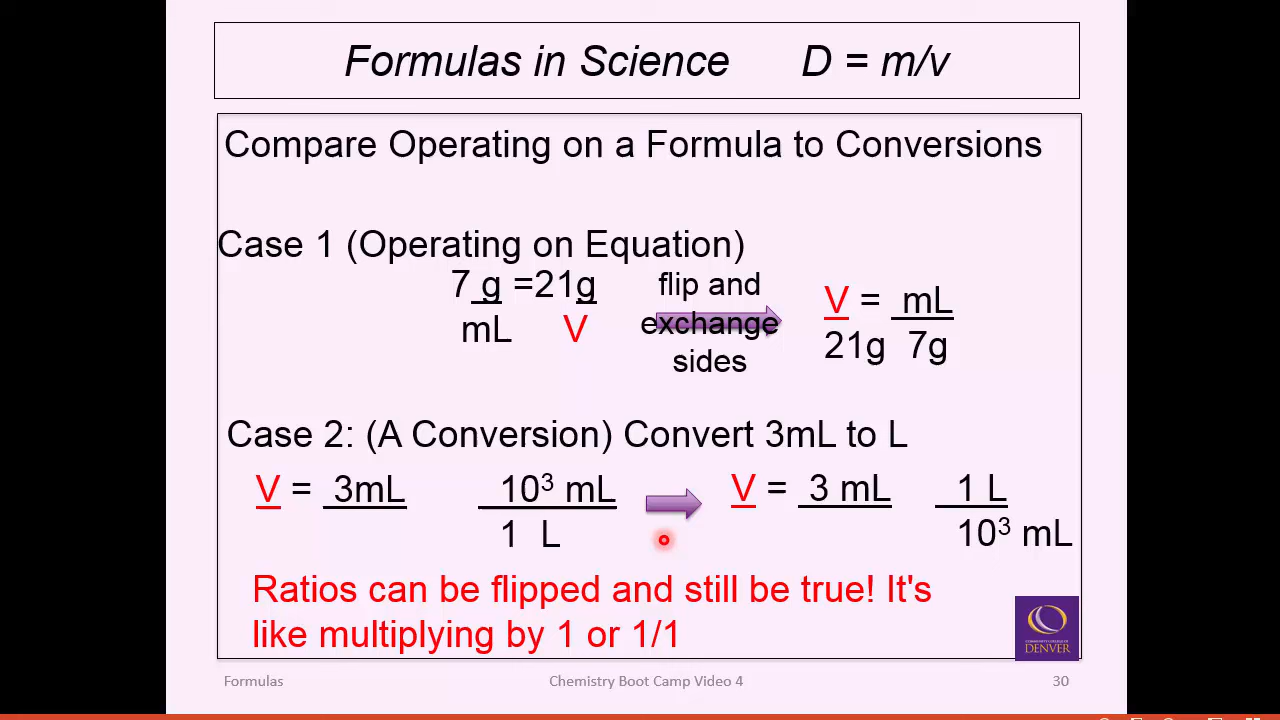 Formulas in Science D = m/v
Compare Operating on a Formula to Conversions
Case 1 (Operating on Equation)
7 g =21g
mL V
flip and
exchange
sides
V = mL
21g 7g
Case 2: (A Conversion) Convert 3mL to L
V = 3mL 10³ mL
1 L
V = 3 mL 1 L
10³ mL
Ratios can be flipped and still be true! It's
like multiplying by 1 or 1/1
COMMUNITY COLLEGE OF
DENVER
Formulas Chemistry Boot Camp Video 4 30